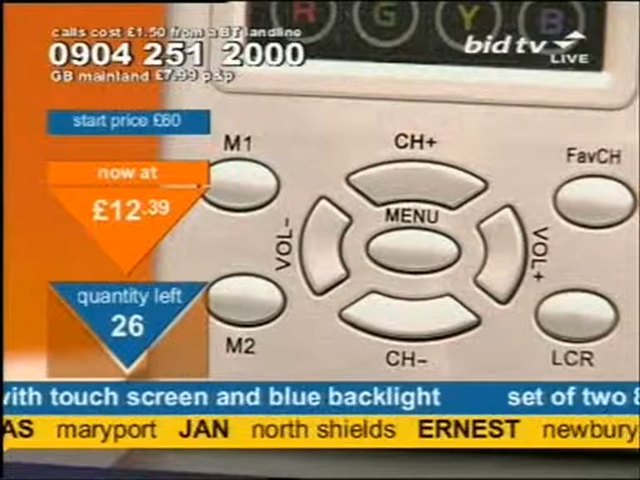 calls cost £1.50 from a BT landline
0904 251 2000
GB mainland £7.99 p&p
R G Y B
bid tv
LIVE
start price £60
now at
£12.39
quantity left
26
M1
CH+
FavCH
VOL-
MENU
VOL+
M2
CH-
LCR
with touch screen and blue backlight set of two 8
AS maryport JAN north shields ERNEST newbury